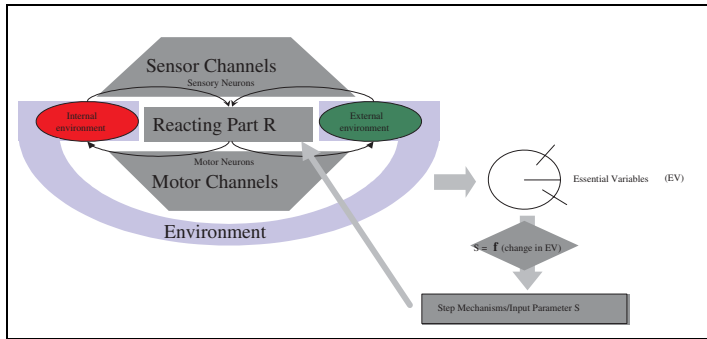 Sensor Channels
Sensory Neurons
Internal
environment
Reacting Part R
External
environment
Motor Neurons
Motor Channels
Environment
Essential Variables (EV)
S = f (change in EV)
Step Mechanisms/Input Parameter S